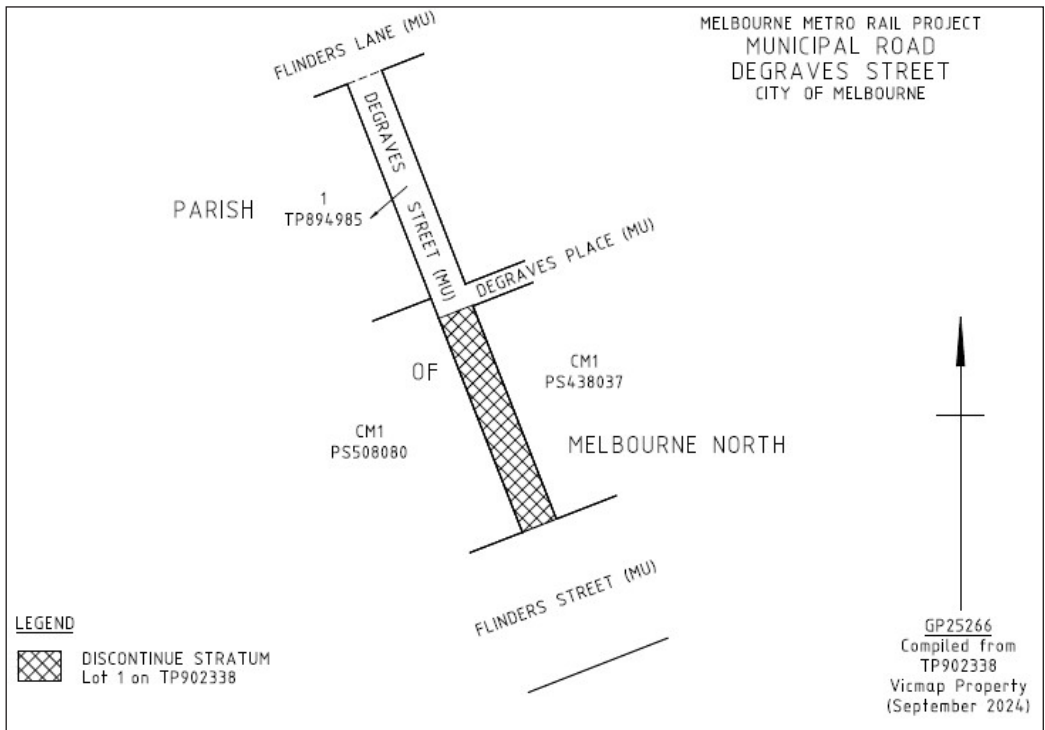 MELBOURNE METRO RAIL PROJECT
MUNICIPAL ROAD
DEGRAVES STREET
CITY OF MELBOURNE
FLINDERS LANE (MU)
DEGRAVES STREET (MU)
1
TP894985
PARISH
DEGRAVES PLACE (MU)
OF
CM1
PS438037
CM1
PS508080
MELBOURNE NORTH
FLINDERS STREET (MU)
LEGEND
DISCONTINUE STRATUM
Lot 1 on TP902338
GP25266
Compiled from
TP902338
Vicmap Property
(September 2024)